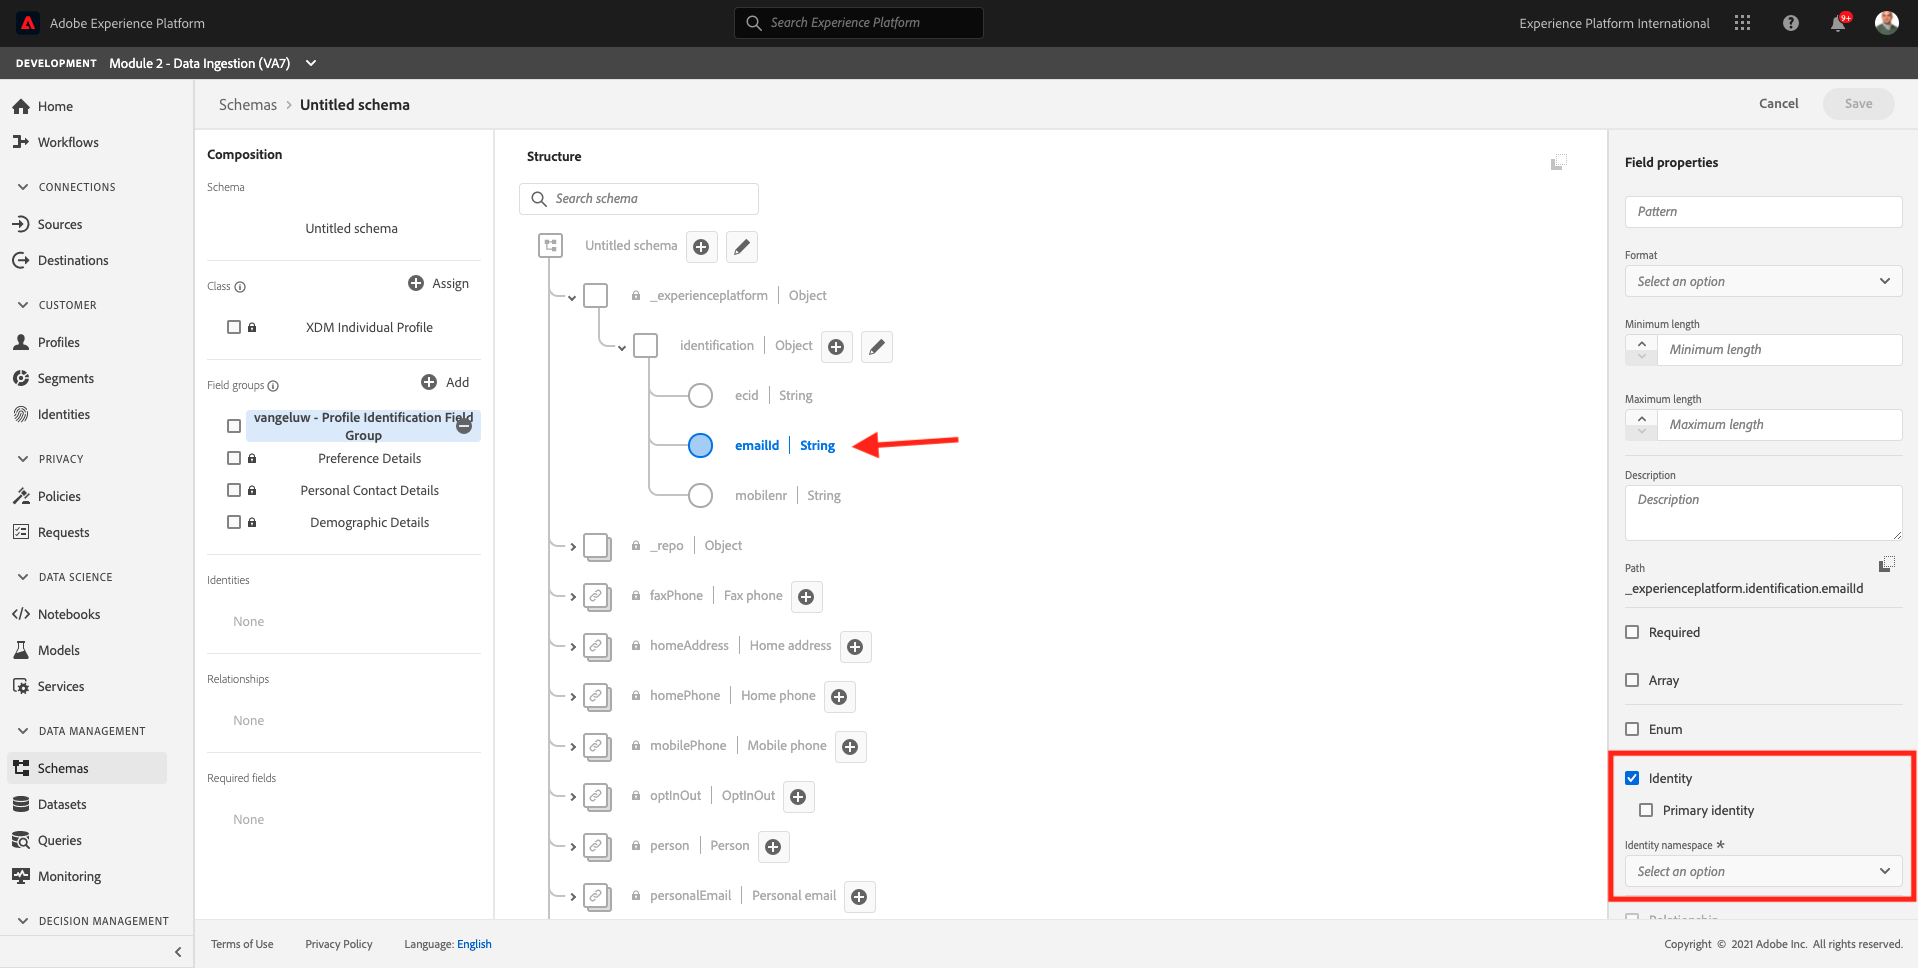 Adobe Experience Platform
Search Experience Platform
Experience Platform International
9+
DEVELOPMENT Module 2 - Data Ingestion (VA7)
Home
Workflows
CONNECTIONS
Sources
Destinations
CUSTOMER
Profiles
Segments
Identities
PRIVACY
Policies
Requests
DATA SCIENCE
Notebooks
Models
Services
DATA MANAGEMENT
Schemas
Datasets
Queries
Monitoring
DECISION MANAGEMENT
Schemas > Untitled schema
Cancel
Save
Composition
Schema
Untitled schema
Class
Assign
XDM Individual Profile
Field groups
Add
vangeluw - Profile Identification Field
Group
Preference Details
Personal Contact Details
Demographic Details
Identities
None
Relationships
None
Required fields
None
Structure
Search schema
Untitled schema
_experienceplatform | Object
identification | Object
ecid | String
emailId | String
mobilenr | String
_repo | Object
faxPhone | Fax phone
homeAddress | Home address
homePhone | Home phone
mobilePhone | Mobile phone
optInOut | OptInOut
person | Person
personalEmail | Personal email
Field properties
Pattern
Format
Select an option
Minimum length
Minimum length
Maximum length
Maximum length
Description
Description
Path
_experienceplatform.identification.emailId
Required
Array
Enum
Identity
Primary identity
Identity namespace *
Select an option
Relationship
Terms of Use
Privacy Policy
Language: English
Copyright © 2021 Adobe Inc. All rights reserved.